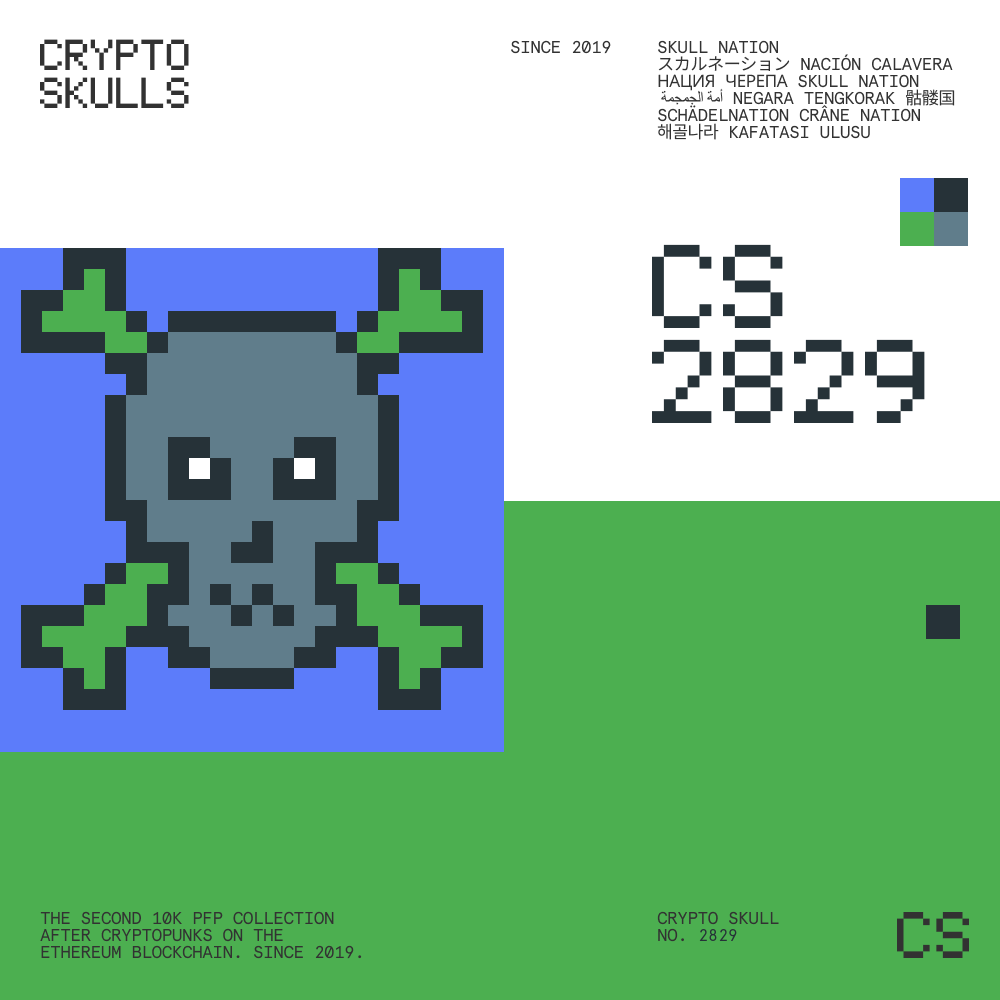 CRYPTO
SKULLS
SINCE 2019
SKULL NATION
スカルネーション NACIÓN CALAVERA
НАЦИЯ ЧЕРЕПА SKULL NATION
أمة الجمجمة NEGARA TENGKORAK 骷髅国
SCHÄDELNATION CRÂNE NATION
해골나라 KAFATASI ULUSU
CS
2829
THE SECOND 10K PFP COLLECTION
AFTER CRYPTOPUNKS ON THE
ETHEREUM BLOCKCHAIN. SINCE 2019.
CRYPTO SKULL
NO. 2829
CS